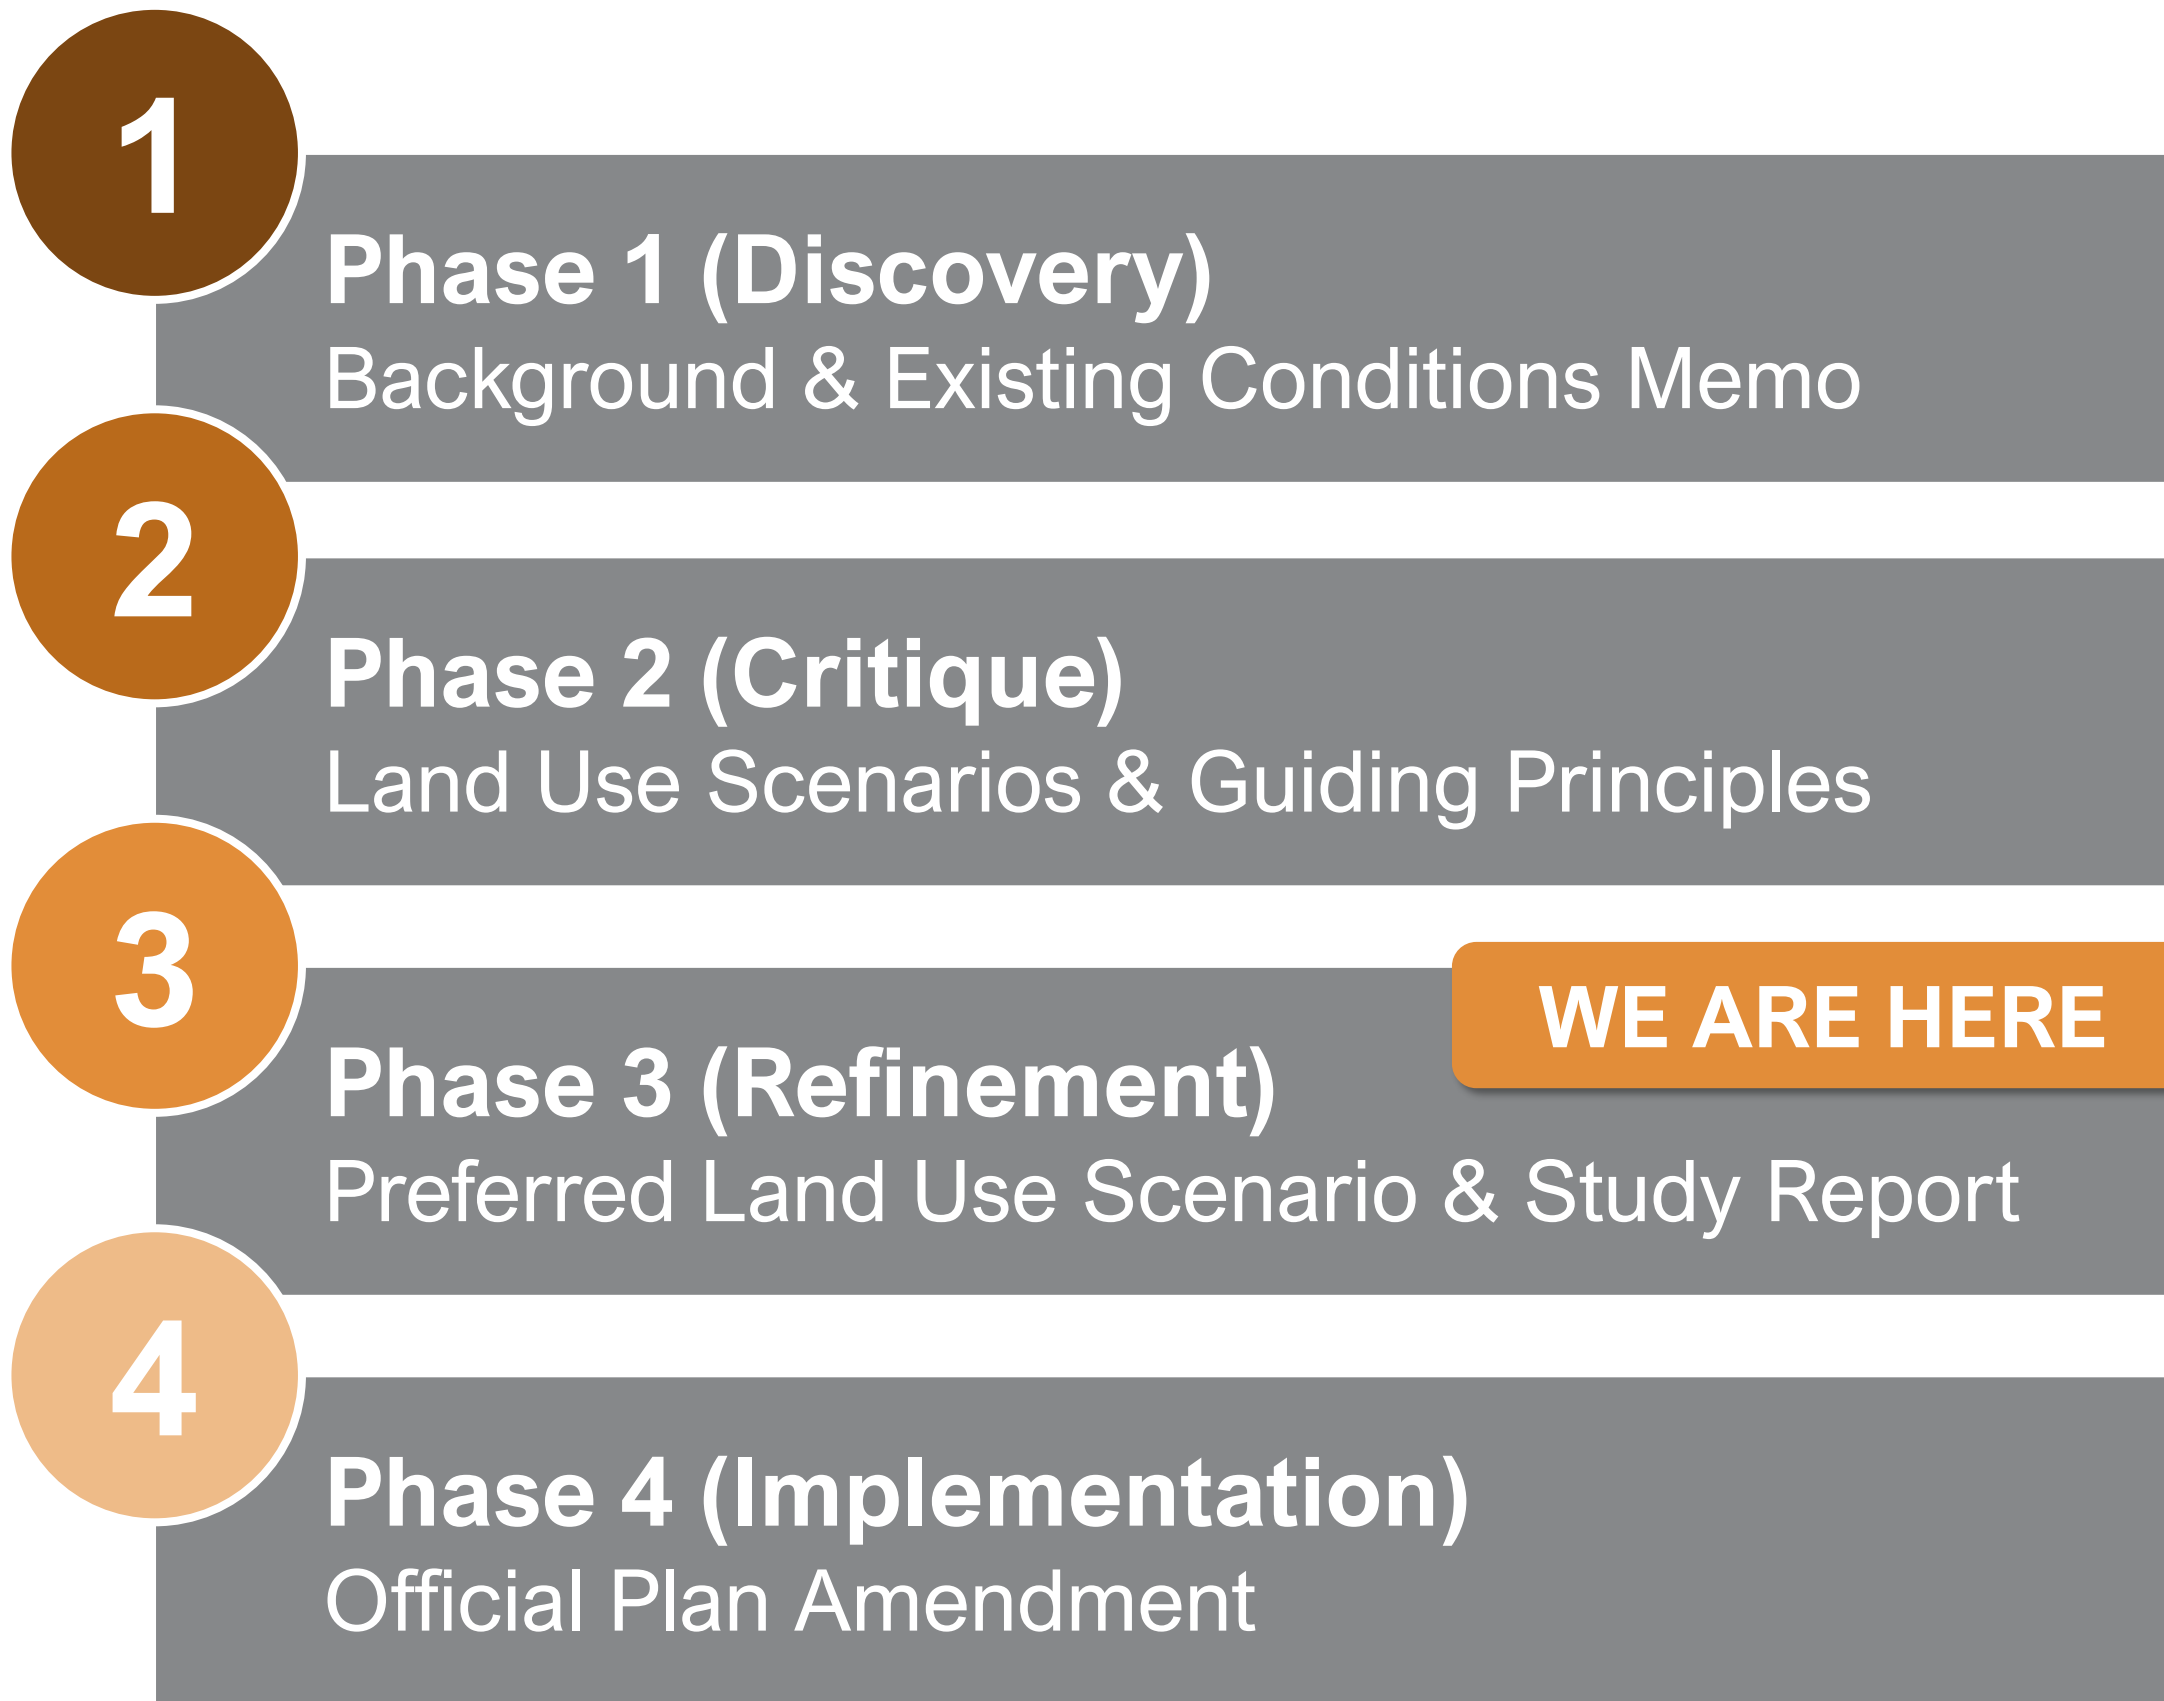 1
Phase 1 (Discovery)
Background & Existing Conditions Memo
2
Phase 2 (Critique)
Land Use Scenarios & Guiding Principles
3
WE ARE HERE
Phase 3 (Refinement)
Preferred Land Use Scenario & Study Report
4
Phase 4 (Implementation)
Official Plan Amendment